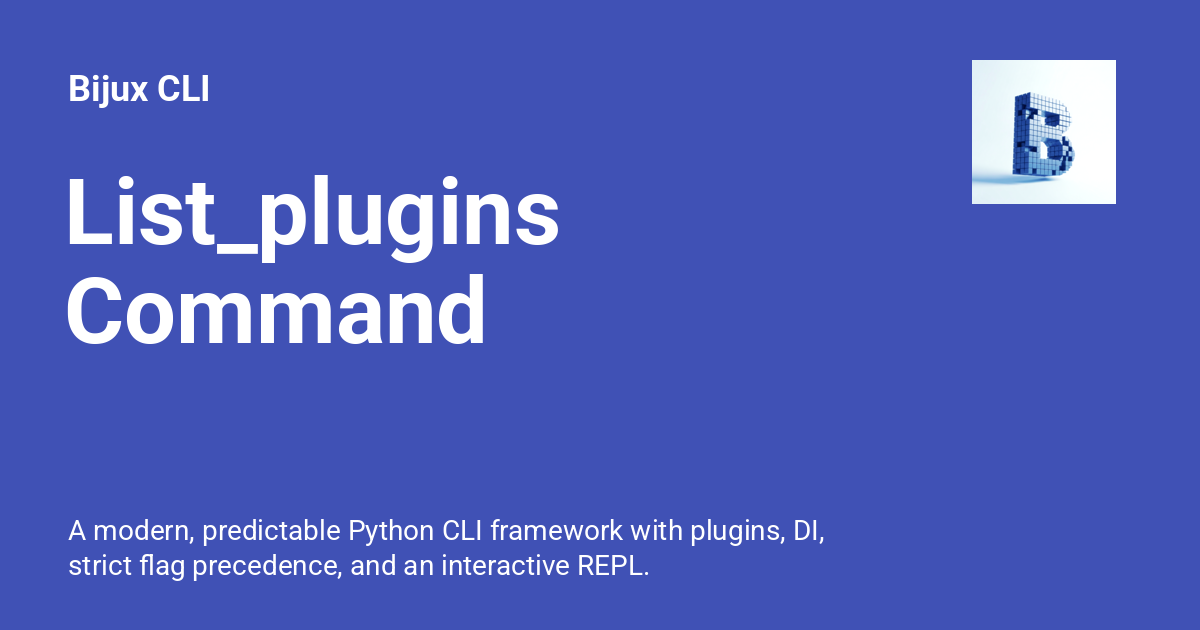 Bijux CLI
List_plugins
Command
A modern, predictable Python CLI framework with plugins, DI,
strict flag precedence, and an interactive REPL.
B